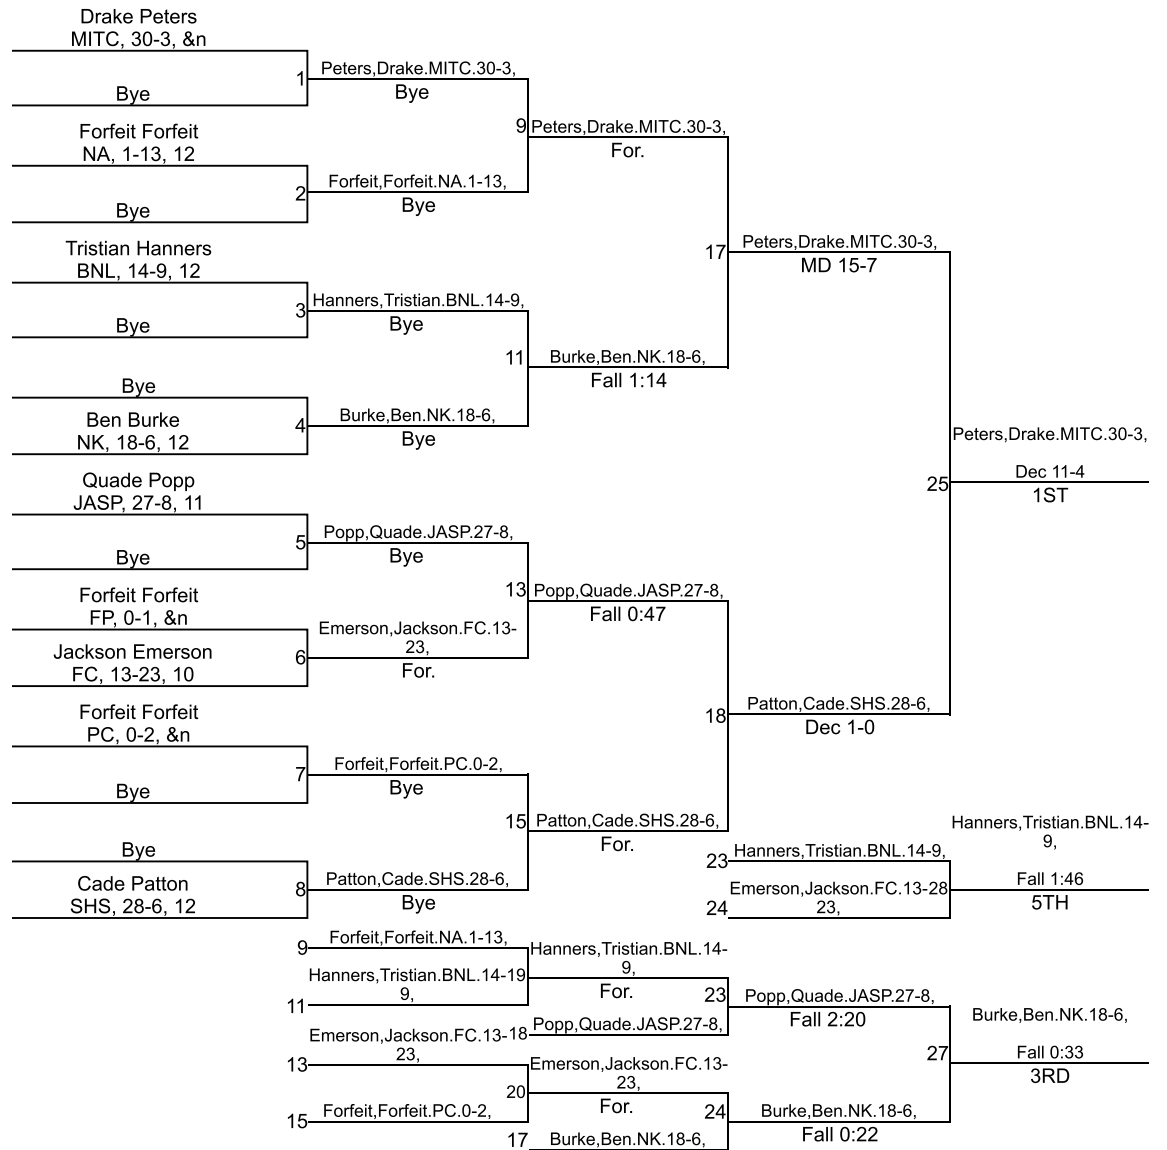 Drake Peters
MITC, 30-3, &n
1
Peters,Drake.MITC.30-3,
Bye
Bye
9
Peters,Drake.MITC.30-3,
For.
Forfeit Forfeit
NA, 1-13, 12
2
Forfeit,Forfeit.NA.1-13,
Bye
Bye
17
Peters,Drake.MITC.30-3,
MD 15-7
Tristian Hanners
BNL, 14-9, 12
3
Hanners,Tristian.BNL.14-9,
Bye
Bye
11
Burke,Ben.NK.18-6,
Fall 1:14
Bye
Ben Burke
NK, 18-6, 12
4
Burke,Ben.NK.18-6,
Bye
Peters,Drake.MITC.30-3,
25
Dec 11-4
1ST
Quade Popp
JASP, 27-8, 11
5
Popp,Quade.JASP.27-8,
Bye
Bye
13
Popp,Quade.JASP.27-8,
Fall 0:47
Forfeit Forfeit
FP, 0-1, &n
Jackson Emerson
FC, 13-23, 10
6
Emerson,Jackson.FC.13-
23,
For.
18
Patton,Cade.SHS.28-6,
Dec 1-0
Forfeit Forfeit
PC, 0-2, &n
7
Forfeit,Forfeit.PC.0-2,
Bye
Bye
15
Patton,Cade.SHS.28-6,
For.
Bye
Cade Patton
SHS, 28-6, 12
8
Patton,Cade.SHS.28-6,
Bye
23
Hanners,Tristian.BNL.14-9,
24
Emerson,Jackson.FC.13-28
23,
Hanners,Tristian.BNL.14-
9,
Fall 1:46
5TH
9
Forfeit,Forfeit.NA.1-13,
11
Hanners,Tristian.BNL.14-19
9,
Hanners,Tristian.BNL.14-
9,
For.
18
Popp,Quade.JASP.27-8,
23
Popp,Quade.JASP.27-8,
Fall 2:20
13
Emerson,Jackson.FC.13-
23,
15
Forfeit,Forfeit.PC.0-2,
20
Emerson,Jackson.FC.13-
23,
For.
17
Burke,Ben.NK.18-6,
24
Burke,Ben.NK.18-6,
Fall 0:22
27
Burke,Ben.NK.18-6,
Fall 0:33
3RD